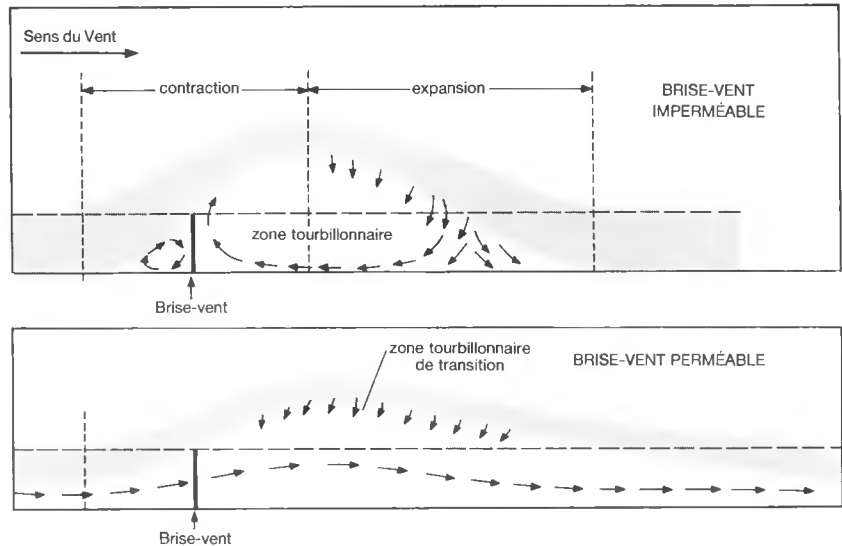 Sens du Vent
contraction
expansion
BRISE-VENT
IMPERMÉABLE
zone tourbillonnaire
Brise-vent
zone tourbillonnaire
de transition
BRISE-VENT PERMÉABLE
Brise-vent